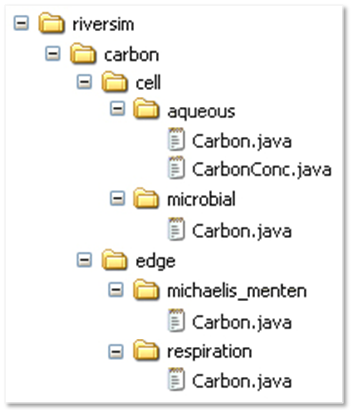 riversim
carbon
cell
aqueous
Carbon.java
CarbonConc.java
microbial
Carbon.java
edge
michaelis_menten
Carbon.java
respiration
Carbon.java